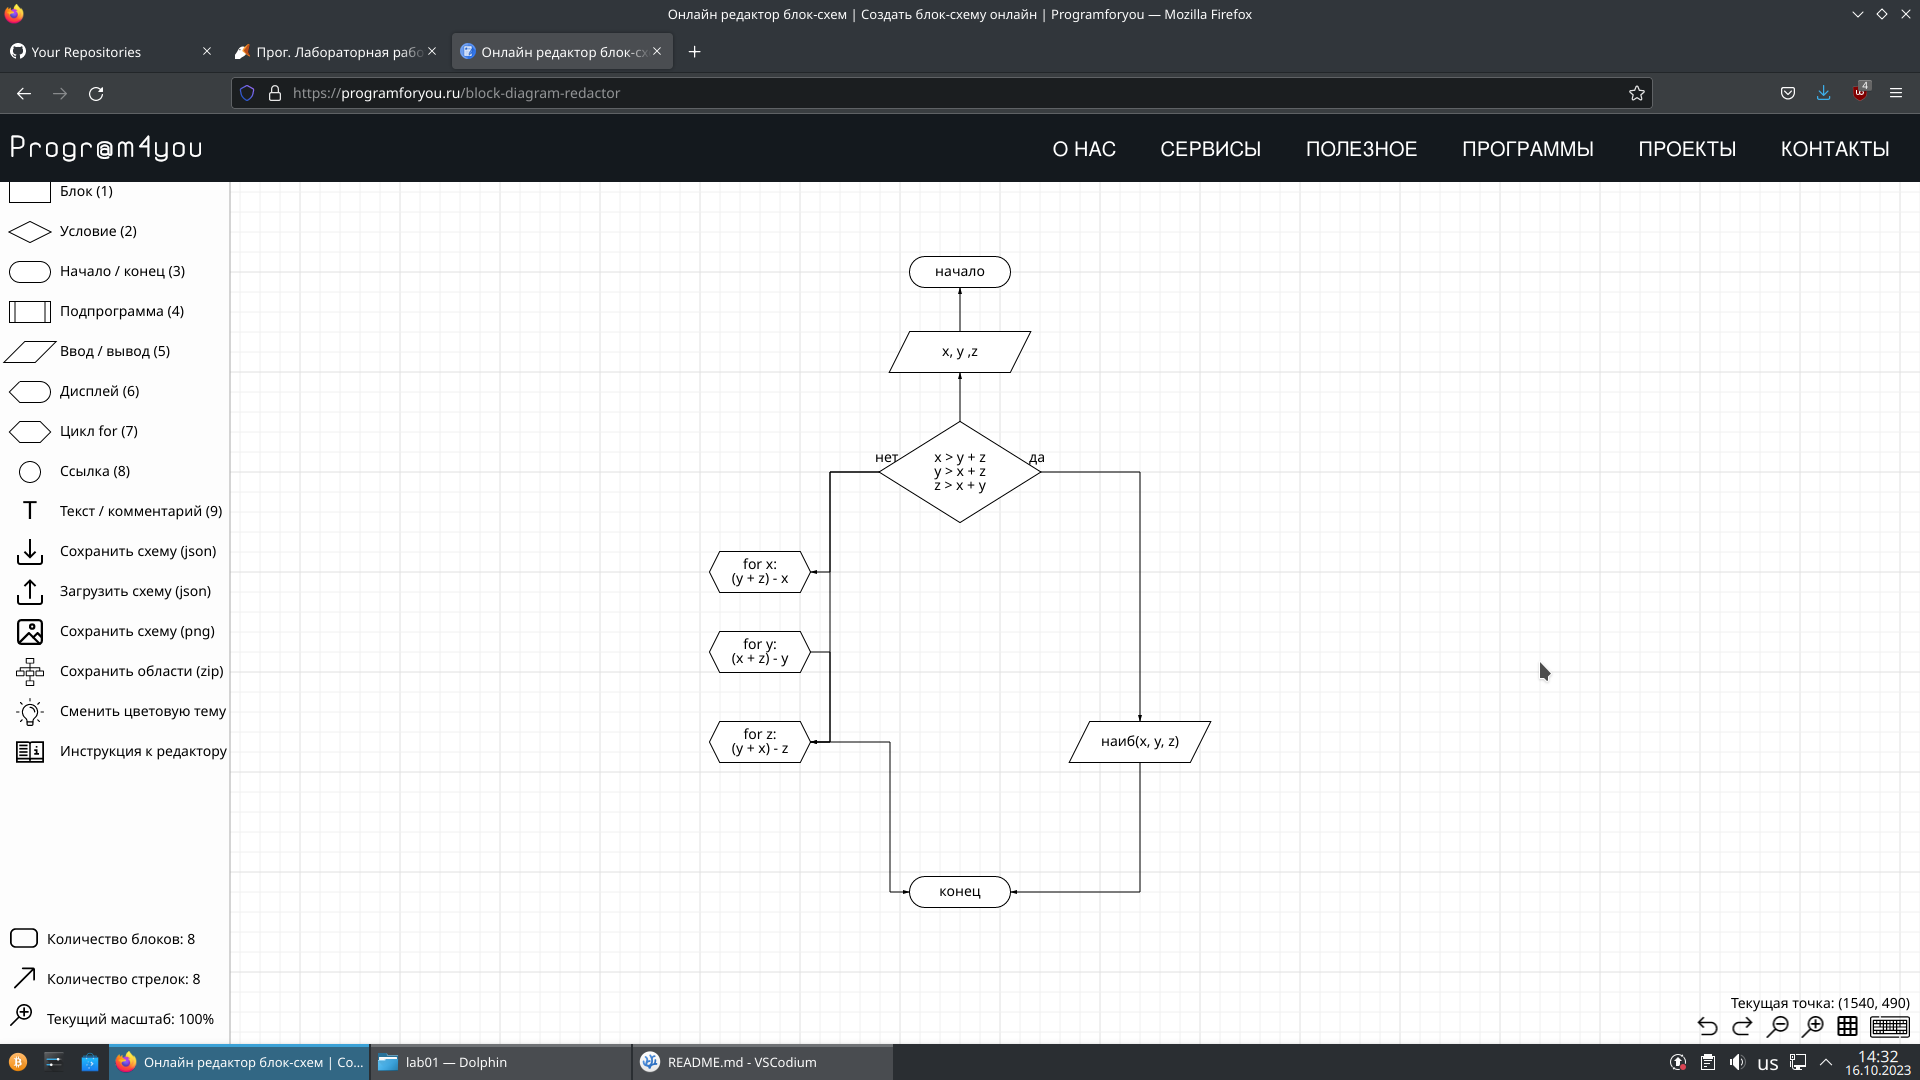 Онлайн редактор блок-схем | Создать блок-схему онлайн | Programforyou — Mozilla Firefox
Your Repositories
Прог. Лабораторная рабо
Онлайн редактор блок-сх
https://programforyou.ru/block-diagram-redactor
4
Progr@m4you
О НАС
СЕРВИСЫ
ПОЛЕЗНОЕ
ПРОГРАММЫ
ПРОЕКТЫ
КОНТАКТЫ
Блок (1)
Условие (2)
Начало / конец (3)
Подпрограмма (4)
Ввод / вывод (5)
Дисплей (6)
Цикл for (7)
Ссылка (8)
T Текст / комментарий (9)
Сохранить схему (json)
Загрузить схему (json)
Сохранить схему (png)
Сохранить области (zip)
Сменить цветовую тему
Инструкция к редактору
Количество блоков: 8
Количество стрелок: 8
Текущий масштаб: 100%
начало
x, y ,z
нет
да
x > y + z
y > x + z
z > x + y
for x:
(y + z) - x
for y:
(x + z) - y
for z:
(y + x) - z
наиб(x, y, z)
конец
Текущая точка: (1540, 490)
Онлайн редактор блок-схем | Со...
lab01 — Dolphin
README.md - VSCodium
us
14:32
16.10.2023